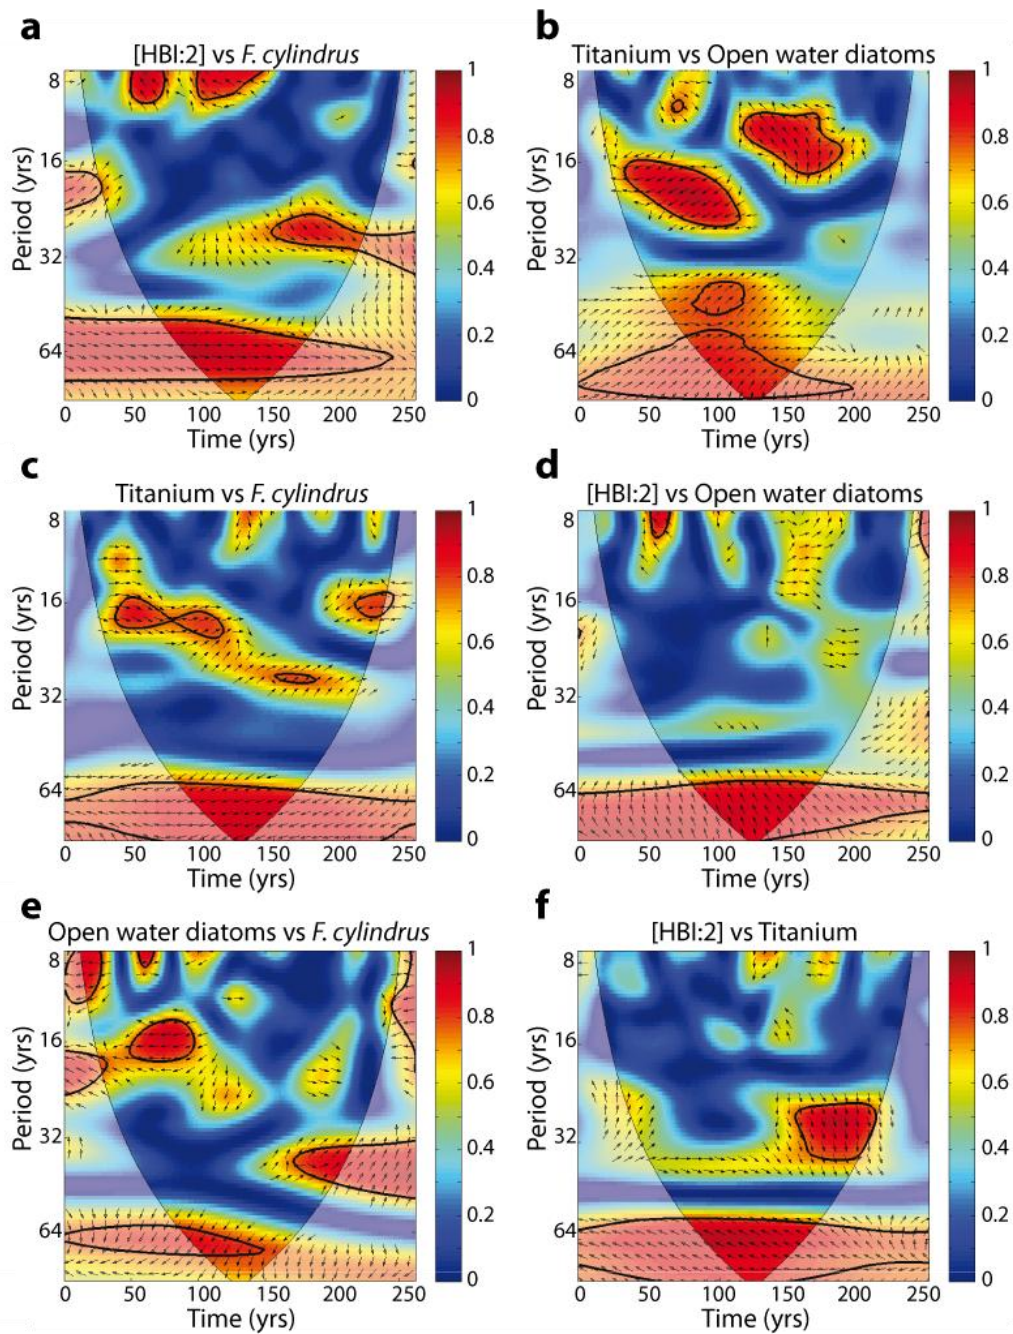 a
[HBI:2] vs F. cylindrus
8
16
32
64
Period (yrs)
0 50 100 150 200 250
Time (yrs)
1
0.8
0.6
0.4
0.2
0
b
Titanium vs Open water diatoms
8
16
32
64
Period (yrs)
0 50 100 150 200 250
Time (yrs)
1
0.8
0.6
0.4
0.2
0
c
Titanium vs F. cylindrus
8
16
32
64
Period (yrs)
0 50 100 150 200 250
Time (yrs)
1
0.8
0.6
0.4
0.2
0
d
[HBI:2] vs Open water diatoms
8
16
32
64
Period (yrs)
0 50 100 150 200 250
Time (yrs)
1
0.8
0.6
0.4
0.2
0
e
Open water diatoms vs F. cylindrus
8
16
32
64
Period (yrs)
0 50 100 150 200 250
Time (yrs)
1
0.8
0.6
0.4
0.2
0
f
[HBI:2] vs Titanium
8
16
32
64
Period (yrs)
0 50 100 150 200 250
Time (yrs)
1
0.8
0.6
0.4
0.2
0